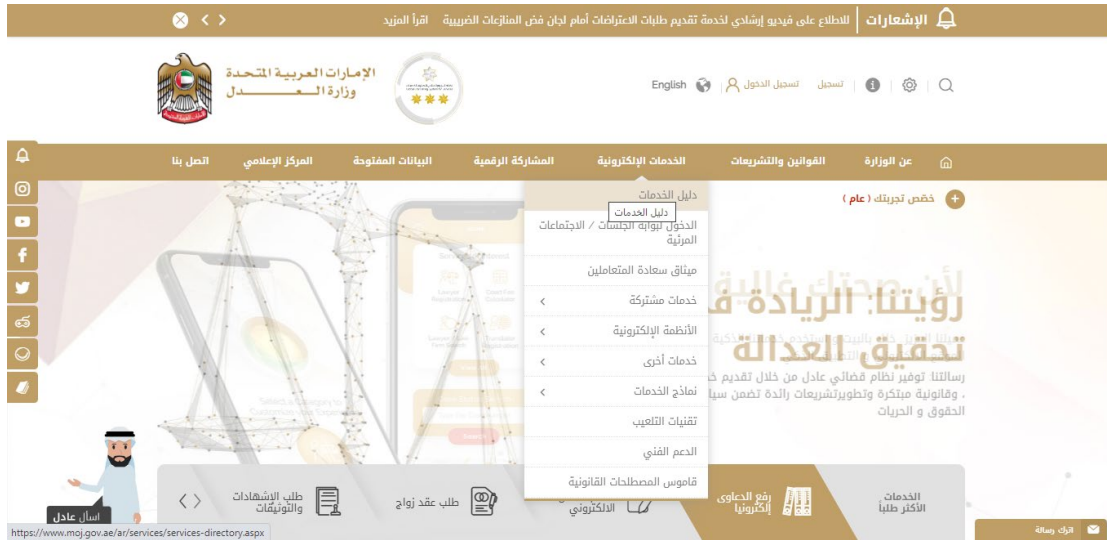 الإشعارات
للاطلاع على فيديو إرشادي لخدمة تقديم طلبات الاعتراضات أمام لجان فض المنازعات الضريبية اقرأ المزيد
الإمارات العربية المتحدة
وزارة العدل
تسجيل
تسجيل الدخول
English
عن الوزارة
القوانين والتشريعات
الخدمات الإلكترونية
المشاركة الرقمية
البيانات المفتوحة
المركز الإعلامي
اتصل بنا
خصّص تجربتك ( عام )
دليل الخدمات
دليل الخدمات
الدخول لبوابة الجلسات / الاجتماعات
المرئية
ميثاق سعادة المتعاملين
خدمات مشتركة
الأنظمة الإلكترونية
خدمات أخرى
نماذج الخدمات
تقنيات التلعيب
الدعم الفني
قاموس المصطلحات القانونية
لأن صحتك غالية
رؤيتنا: الريادة
تحقيق العدالة
رسالتنا: توفير نظام قضائي عادل من خلال تقديم
، وقانونية مبتكرة وتطويرتشريعات رائدة تضمن
الحقوق و الحريات
الخدمات
الأكثر طلباً
رفع الدعاوى
إلكترونيا
الالكتروني
طلب عقد زواج
طلب الإشهادات
والتوثيقات
اسأل عادل
اترك رسالة
https://www.moj.gov.ae/ar/services/services-directory.aspx